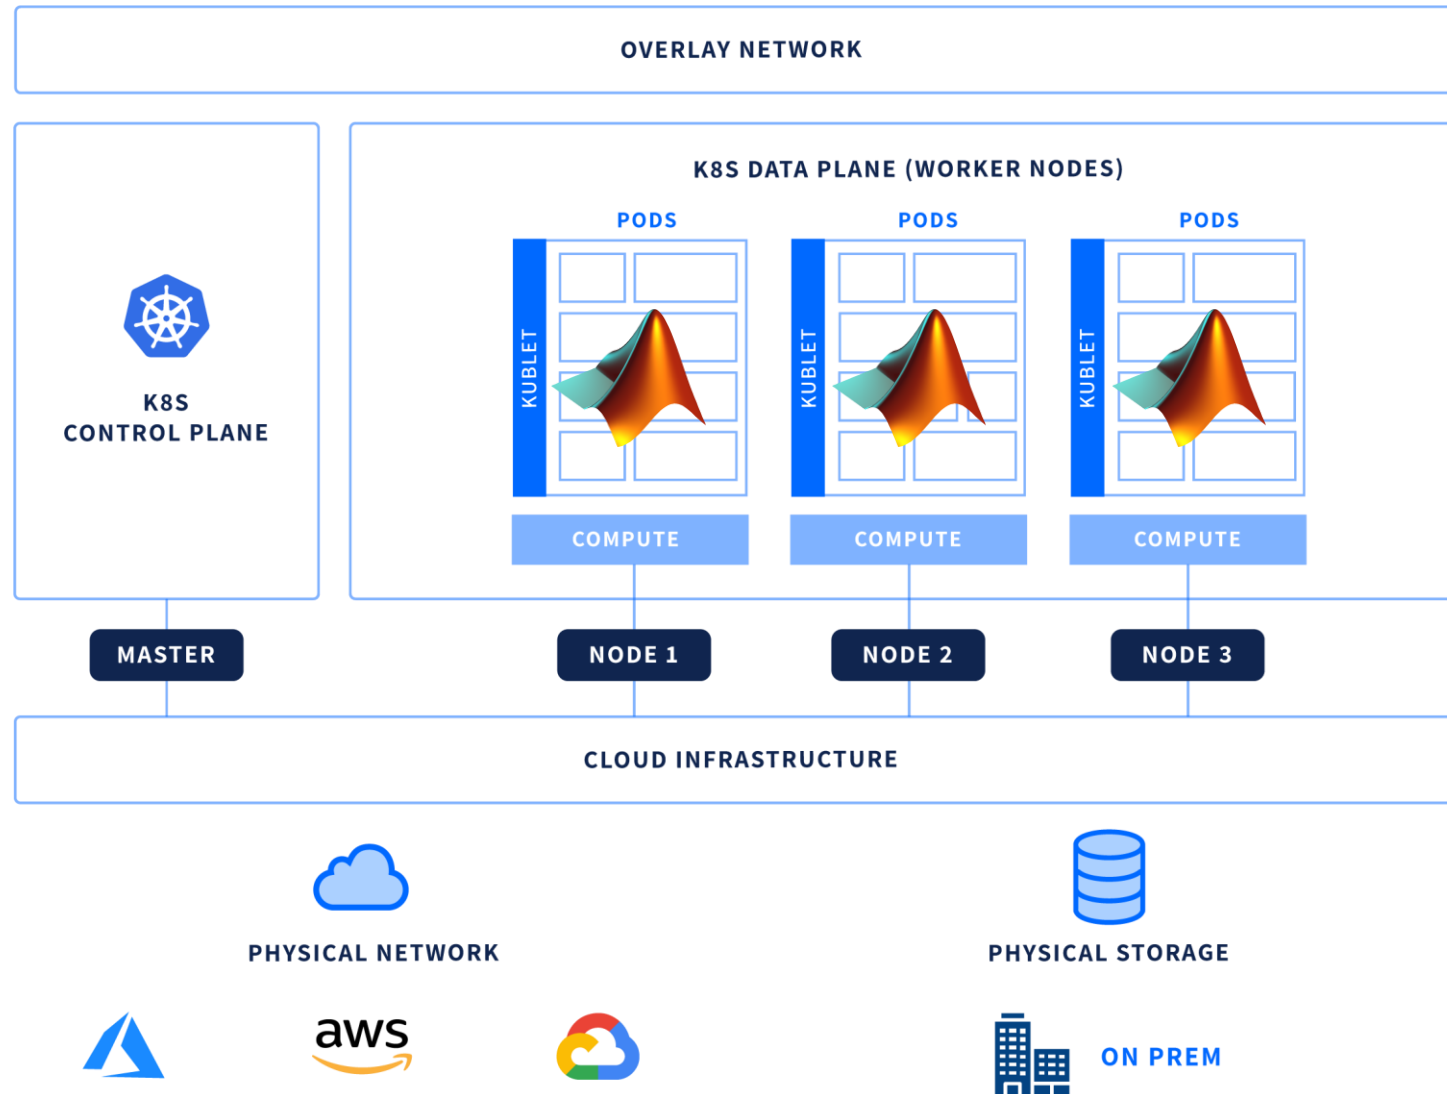 OVERLAY NETWORK
K8S DATA PLANE (WORKER NODES)
PODS
PODS
PODS
KUBLET
KUBLET
KUBLET
K8S
CONTROL PLANE
COMPUTE
COMPUTE
COMPUTE
MASTER
NODE 1
NODE 2
NODE 3
CLOUD INFRASTRUCTURE
PHYSICAL NETWORK
PHYSICAL STORAGE
aws
ON PREM